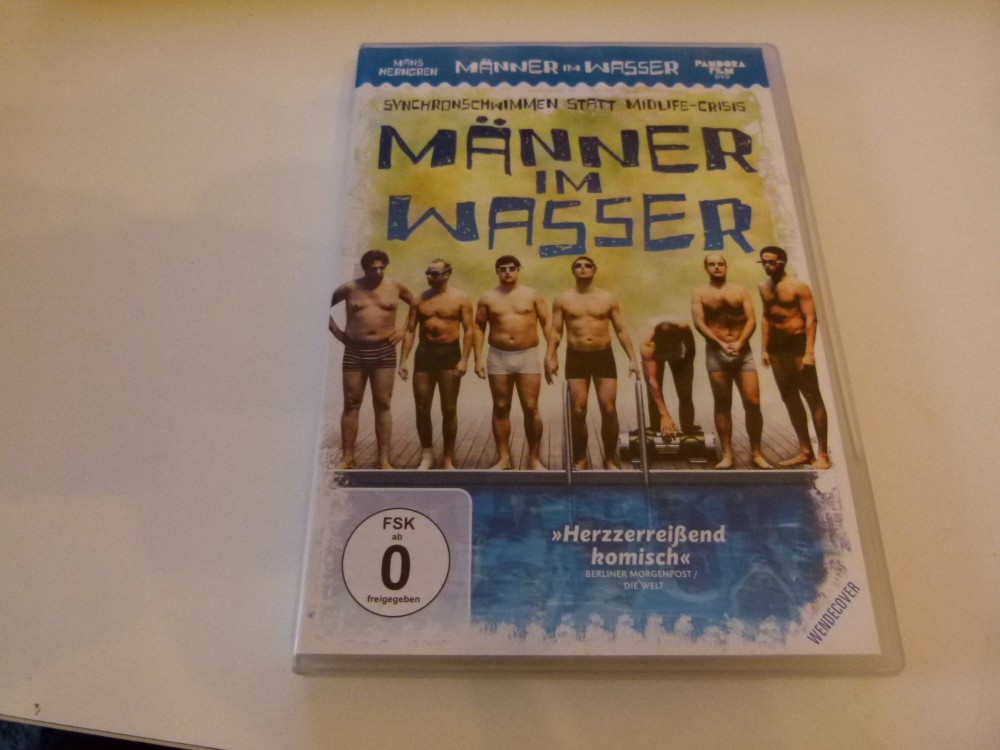 MÅNS
HERNGREN
MÄNNER IM WASSER
PANDORA
FILM
DVD
SYNCHRONSCHWIMMEN STATT MIDLIFE-CRISIS
MÄNNER
IM
WASSER
FSK
ab
0
freigegeben
»Herzzerreißend
komisch«
BERLINER MORGENPOST /
DIE WELT
WENDECOVER